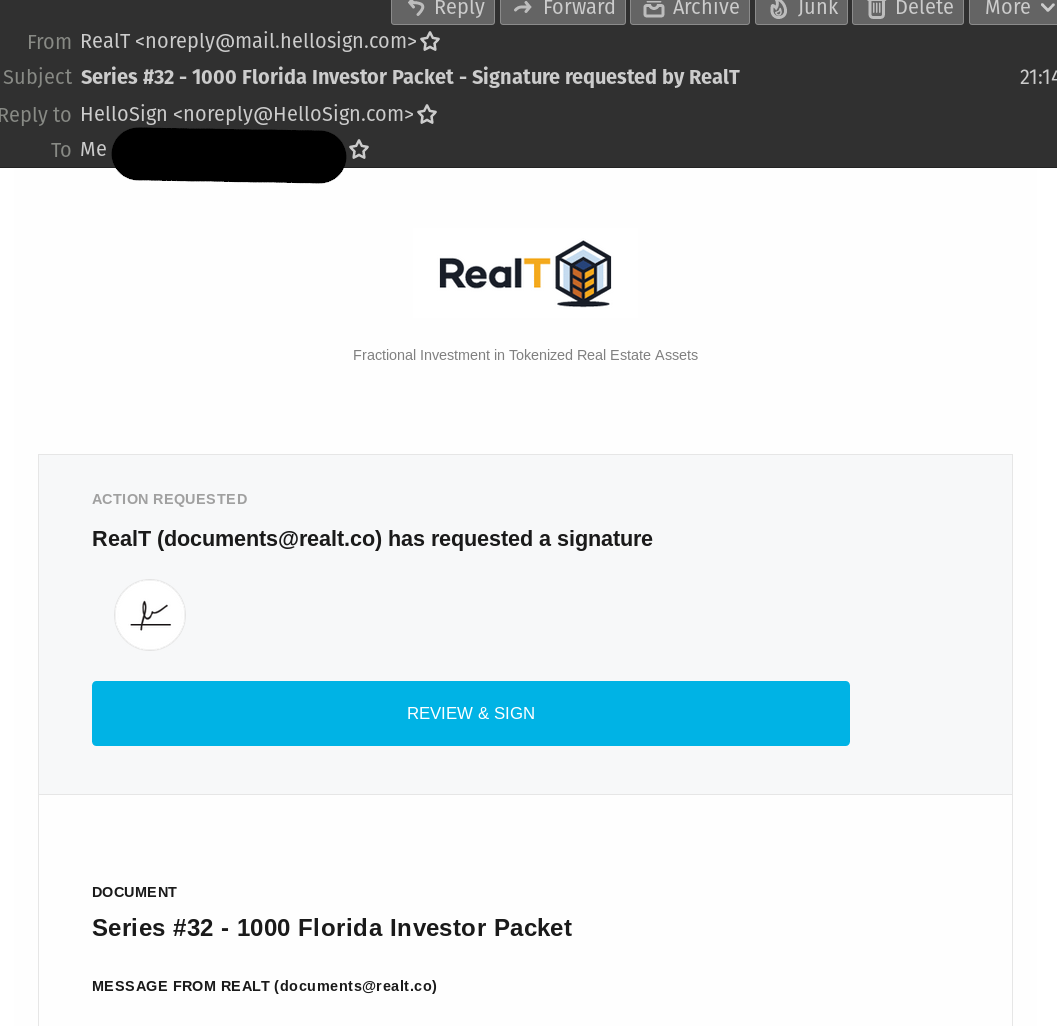 Reply Forward Archive Junk Delete More
From RealT <noreply@mail.hellosign.com>
Subject Series #32 - 1000 Florida Investor Packet - Signature requested by RealT 21:14
Reply to HelloSign <noreply@HelloSign.com>
To Me
RealT
Fractional Investment in Tokenized Real Estate Assets
ACTION REQUESTED
RealT (documents@realt.co) has requested a signature
REVIEW & SIGN
DOCUMENT
Series #32 - 1000 Florida Investor Packet
MESSAGE FROM REALT (documents@realt.co)